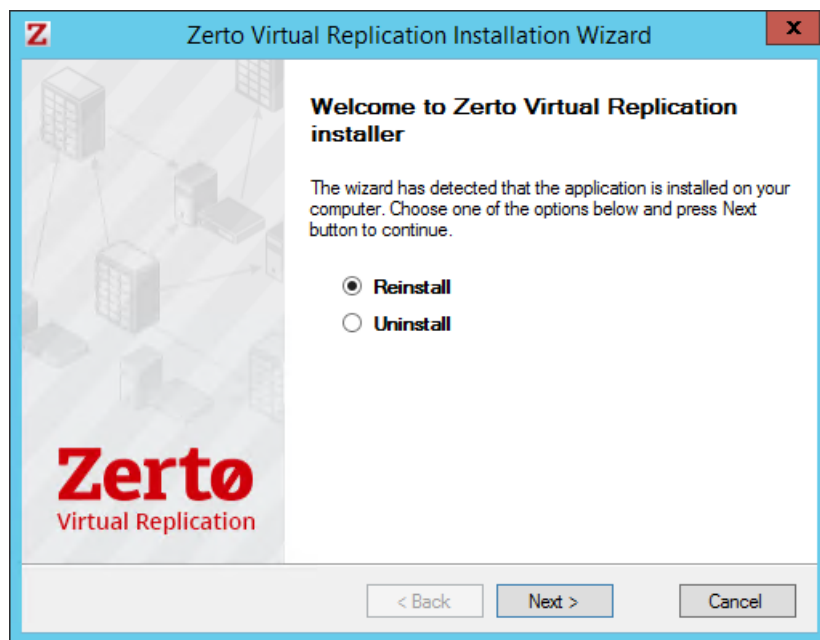 Z
Zerto Virtual Replication Installation Wizard
x
Welcome to Zerto Virtual Replication
installer
The wizard has detected that the application is installed on your
computer. Choose one of the options below and press Next
button to continue.
Reinstall
Uninstall
Zerto
Virtual Replication
< Back
Next >
Cancel